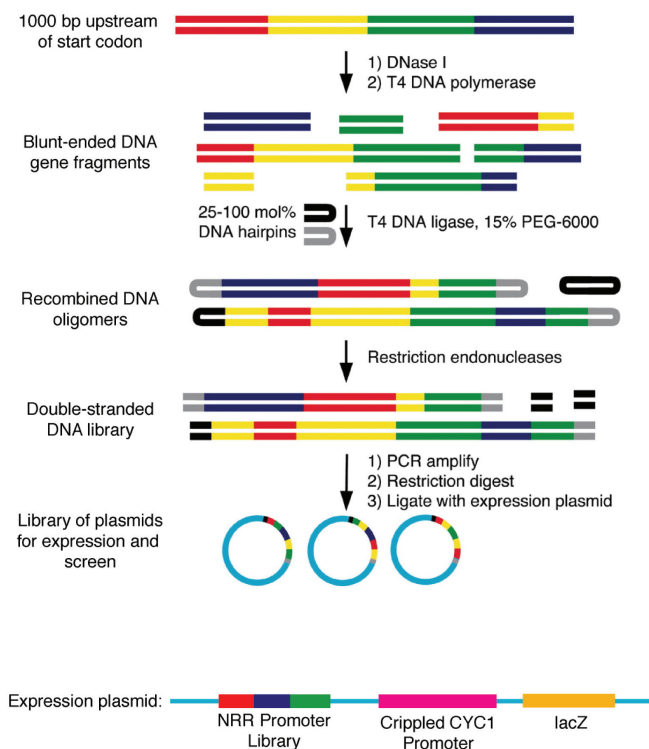 1000 bp upstream
of start codon
1) DNase I
2) T4 DNA polymerase
Blunt-ended DNA
gene fragments
25-100 mol%
DNA hairpins
T4 DNA ligase, 15% PEG-6000
Recombined DNA
oligomers
Restriction endonucleases
Double-stranded
DNA library
1) PCR amplify
2) Restriction digest
3) Ligate with expression plasmid
Library of plasmids
for expression and
screen
Expression plasmid:
NRR Promoter
Library
Crippled CYC1
Promoter
lacZ